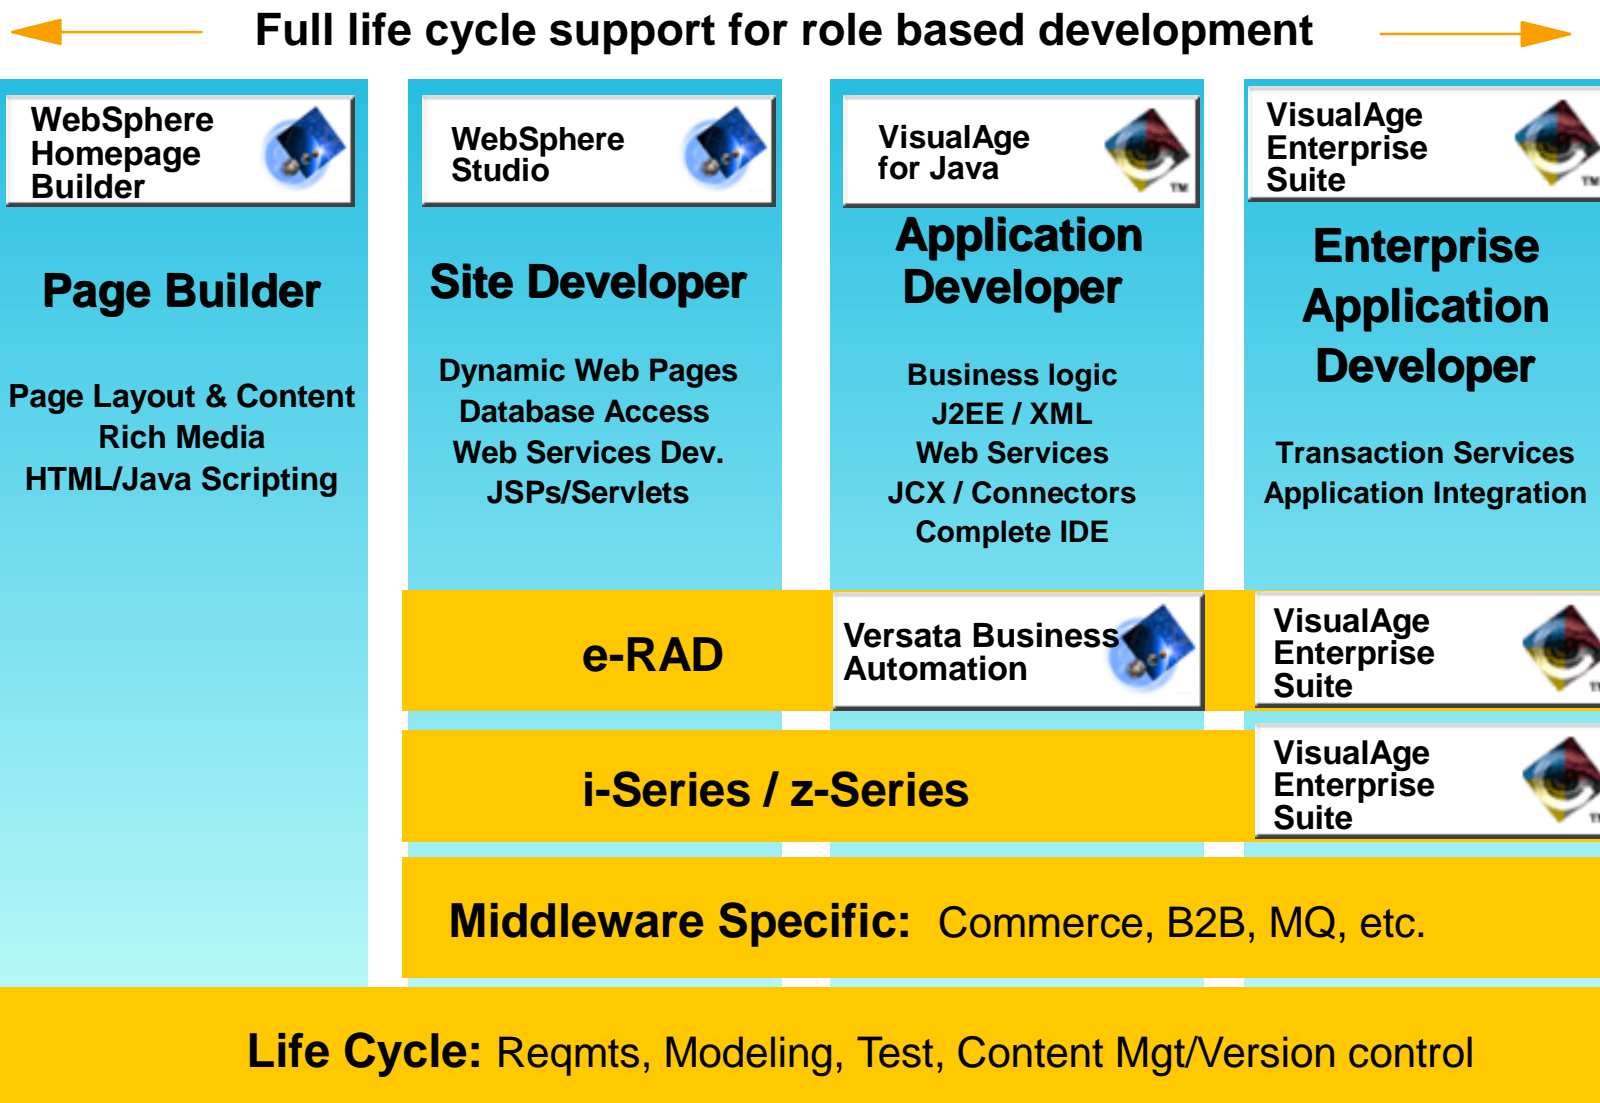 Full life cycle support for role based development
WebSphere
Homepage
Builder
Page Builder
Page Layout & Content
Rich Media
HTML/Java Scripting
WebSphere
Studio
Site Developer
Dynamic Web Pages
Database Access
Web Services Dev.
JSPs/Servlets
VisualAge
for Java
TM
Application
Developer
Business logic
J2EE / XML
Web Services
JCX / Connectors
Complete IDE
VisualAge
Enterprise
Suite
TM
Enterprise
Application
Developer
Transaction Services
Application Integration
e-RAD
Versata Business
Automation
VisualAge
Enterprise
Suite
i-Series / z-Series
VisualAge
Enterprise
Suite
Middleware Specific: Commerce, B2B, MQ, etc.
Life Cycle: Reqmts, Modeling, Test, Content Mgt/Version control